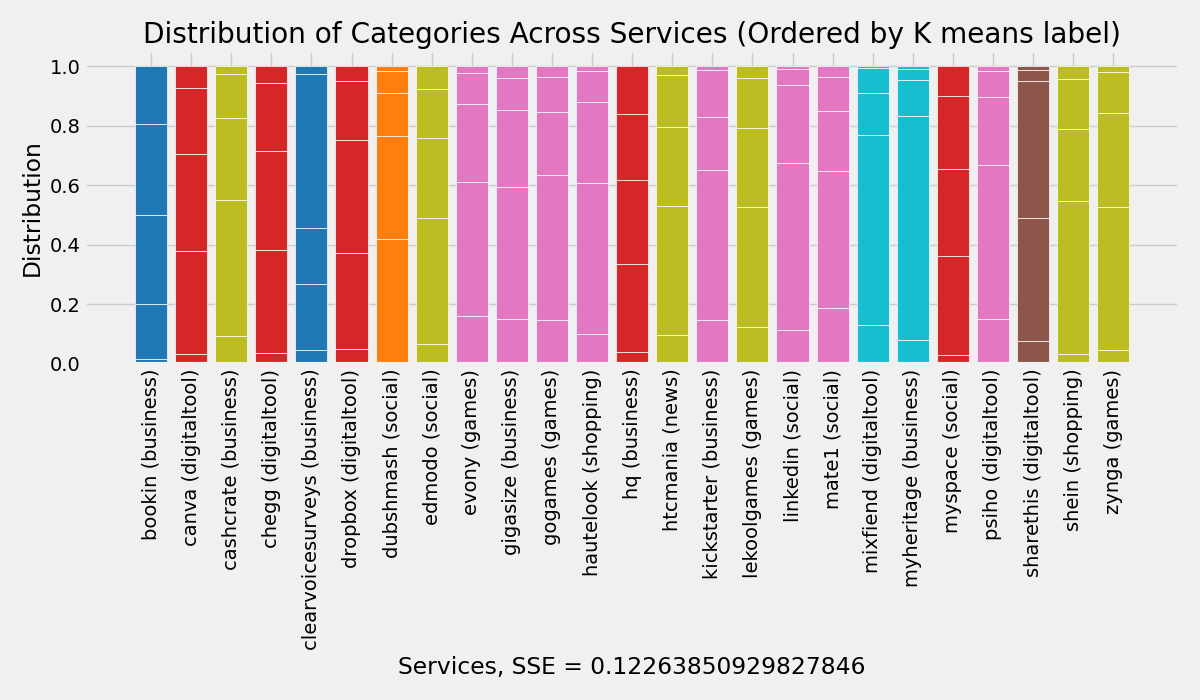 Distribution of Categories Across Services (Ordered by K means label)
Distribution
1.0
0.8
0.6
0.4
0.2
0.0
bookin (business)
canva (digitaltool)
cashcrate (business)
chegg (digitaltool)
clearvoicesurveys (business)
dropbox (digitaltool)
dubshmash (social)
edmodo (social)
evony (games)
gigasize (business)
gogames (games)
hautelook (shopping)
hq (business)
htcmania (news)
kickstarter (business)
lekoolgames (games)
linkedin (social)
mate1 (social)
mixfiend (digitaltool)
myheritage (business)
myspace (social)
psiho (digitaltool)
sharethis (digitaltool)
shein (shopping)
zynga (games)
Services, SSE = 0.12263850929827846